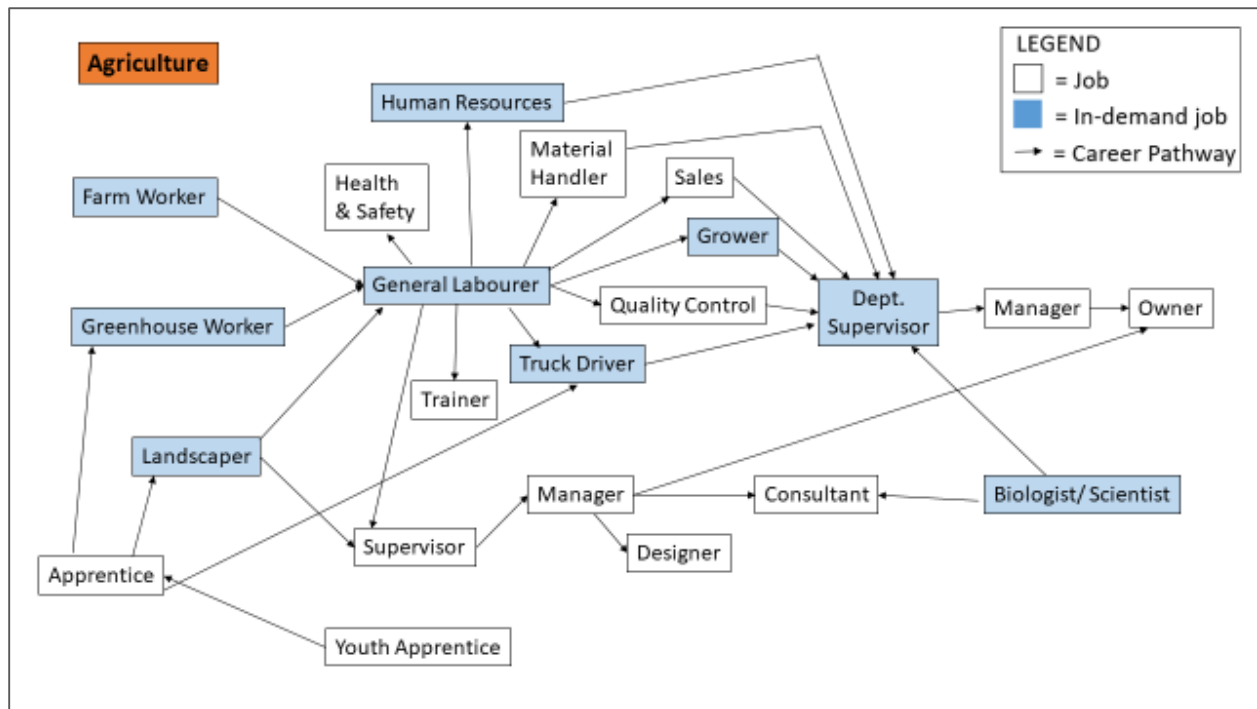 Agriculture
LEGEND
= Job
= In-demand job
= Career Pathway
Human Resources
Material
Handler
Sales
Health
& Safety
Farm Worker
Grower
General Labourer
Quality Control
Dept.
Supervisor
Manager
Owner
Greenhouse Worker
Truck Driver
Trainer
Landscaper
Manager
Consultant
Biologist/ Scientist
Supervisor
Designer
Apprentice
Youth Apprentice